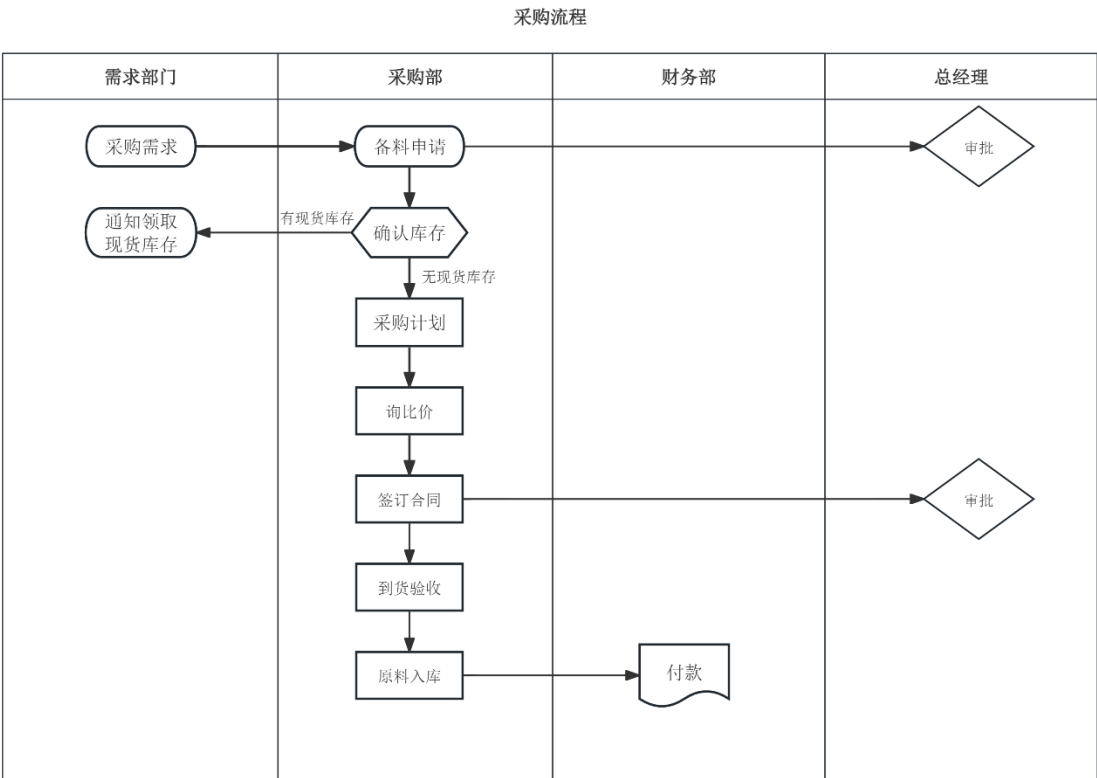 采购流程
需求部门
采购部
财务部
总经理
采购需求
备料申请
审批
通知领取
现货库存
有现货库存
确认库存
无现货库存
采购计划
询比价
签订合同
审批
到货验收
原料入库
付款